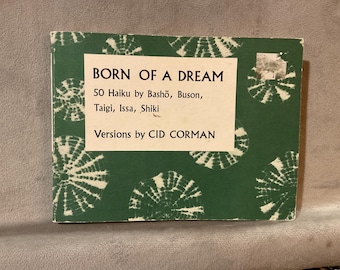 BORN OF A DREAM
50 Haiku by Bashō, Buson,
Taigi, Issa, Shiki
Versions by CID CORMAN